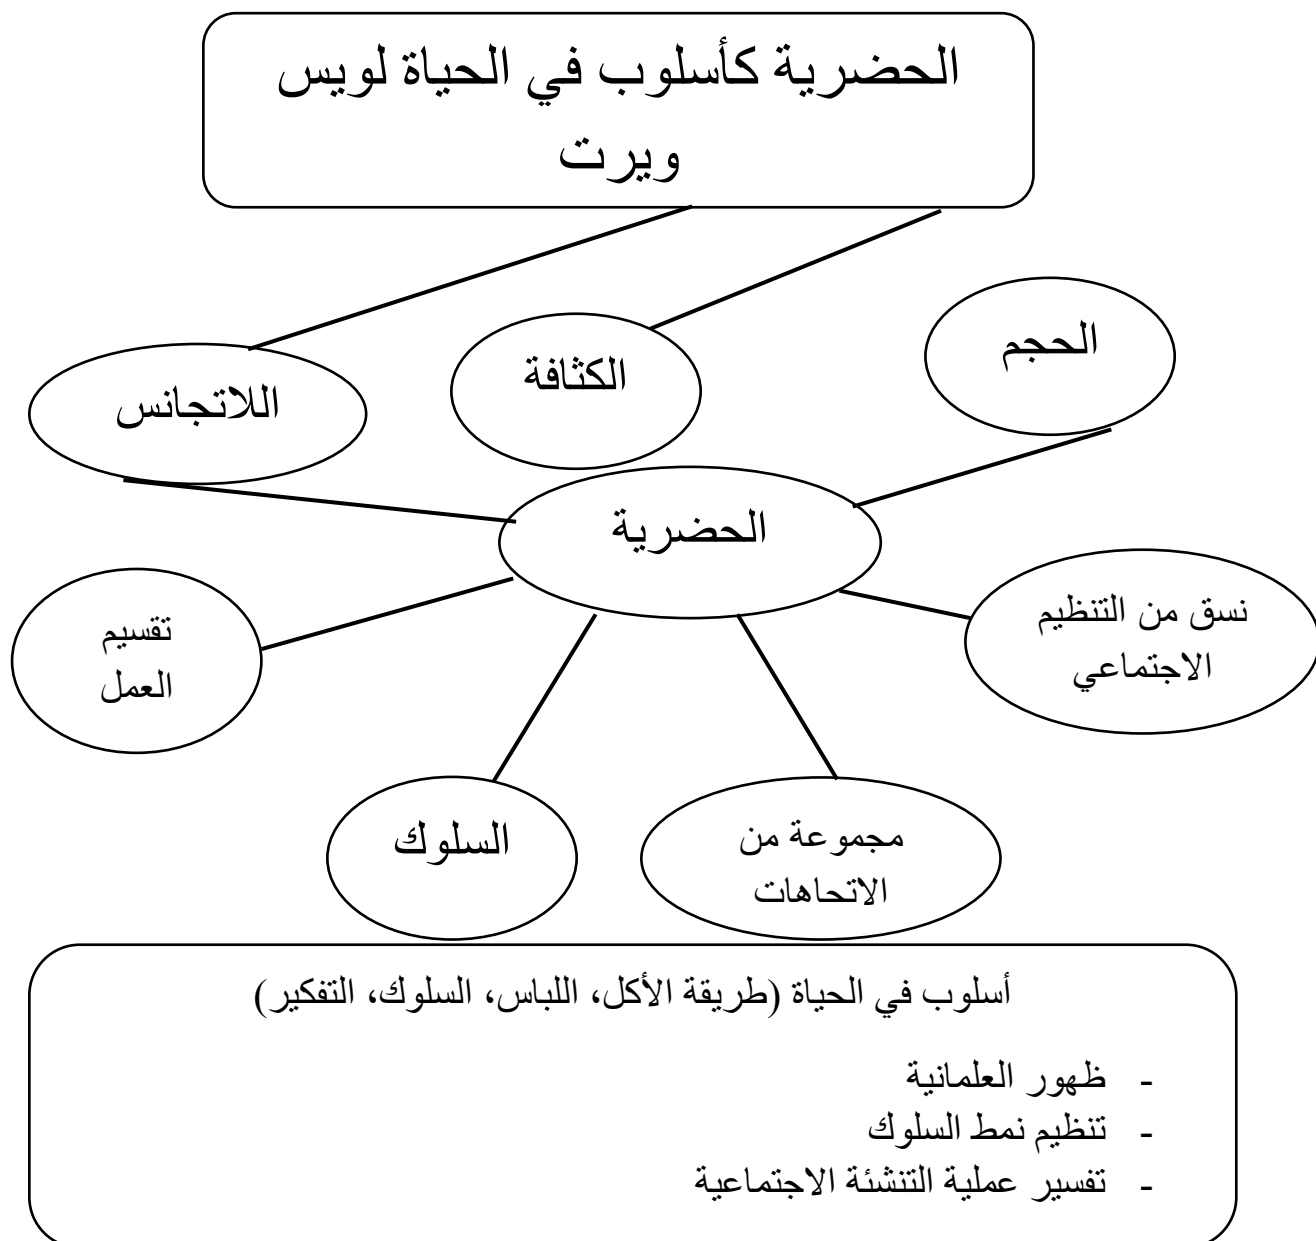 الحضرية كأسلوب في الحياة لويس
ويرت
الحجم
الكثافة
اللاتجانس
الحضرية
نسق من التنظيم
الاجتماعي
تقسيم
العمل
مجموعة من
الاتحاهات
السلوك
أسلوب في الحياة (طريقة الأكل، اللباس، السلوك، التفكير)
- ظهور العلمانية
- تنظيم نمط السلوك
- تفسير عملية التنشئة الاجتماعية